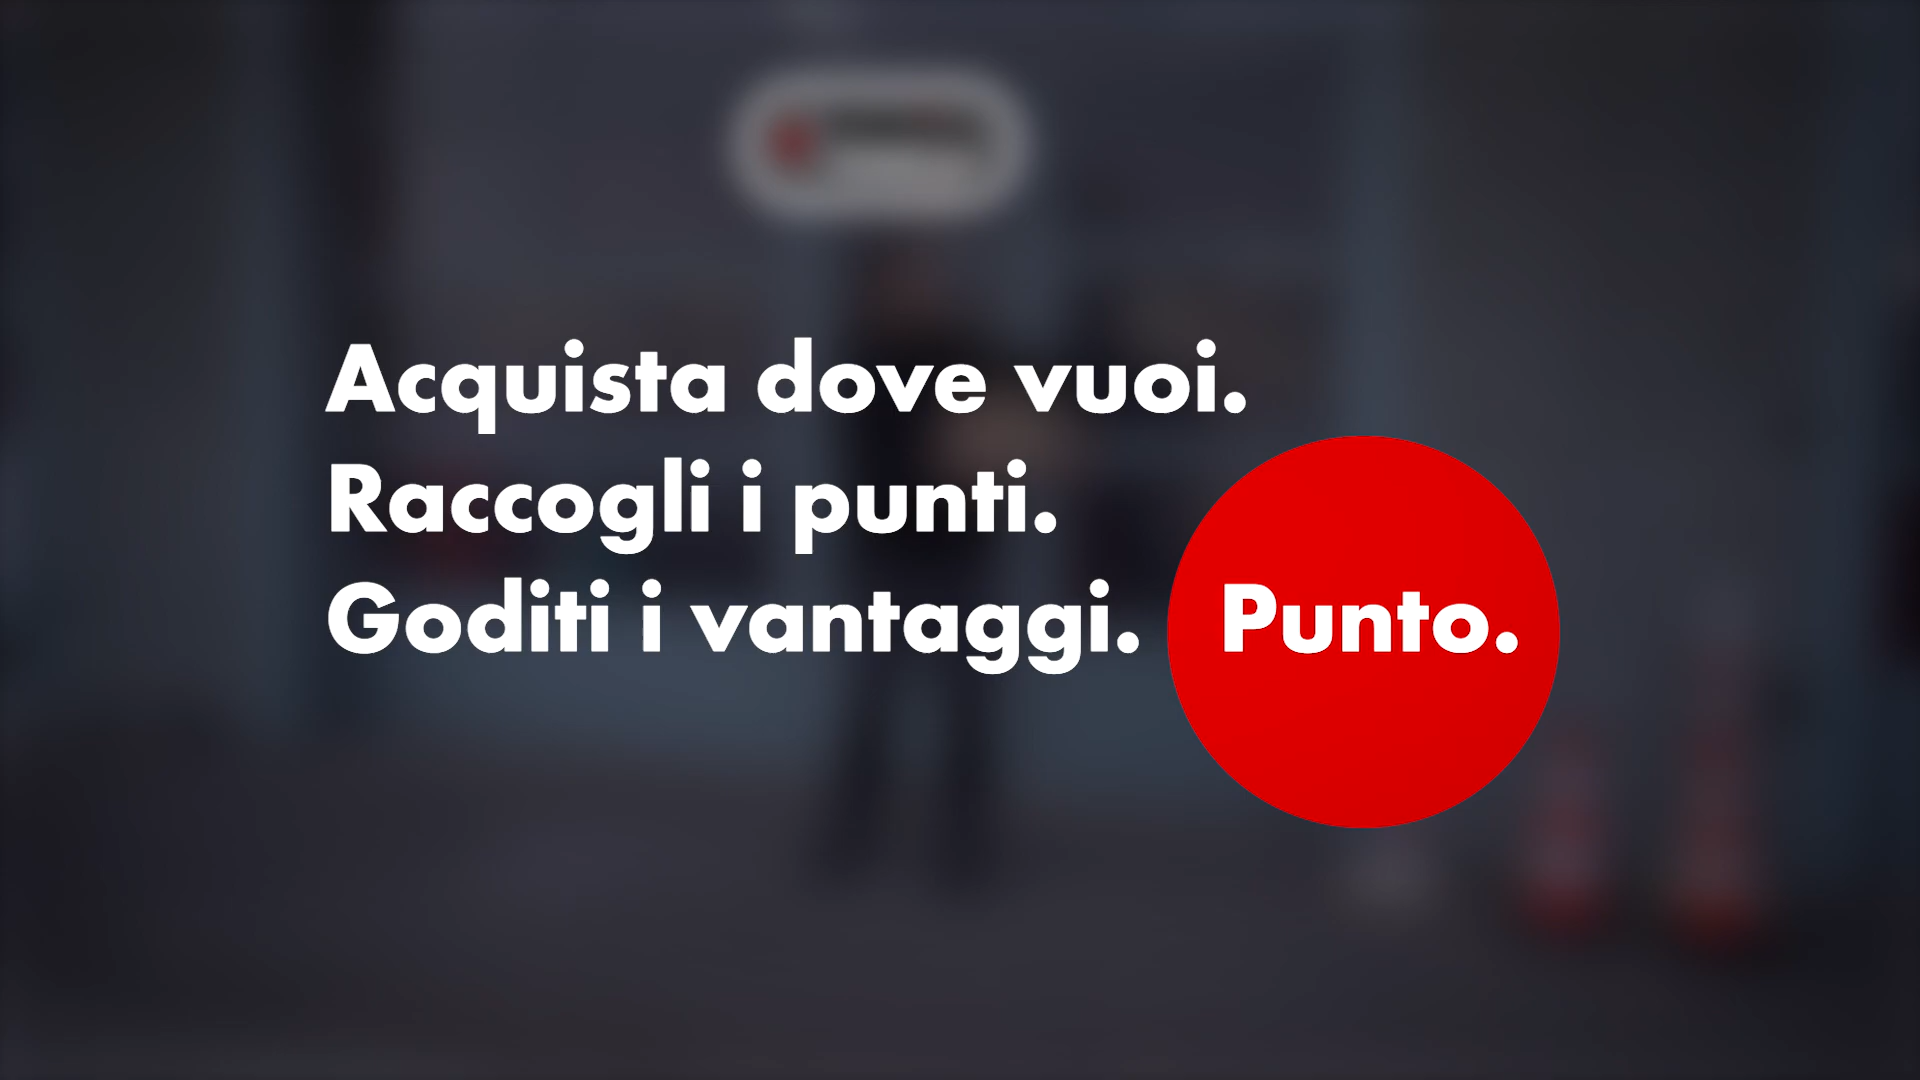 Acquista dove vuoi.
Raccogli i punti.
Goditi i vantaggi. Punto.